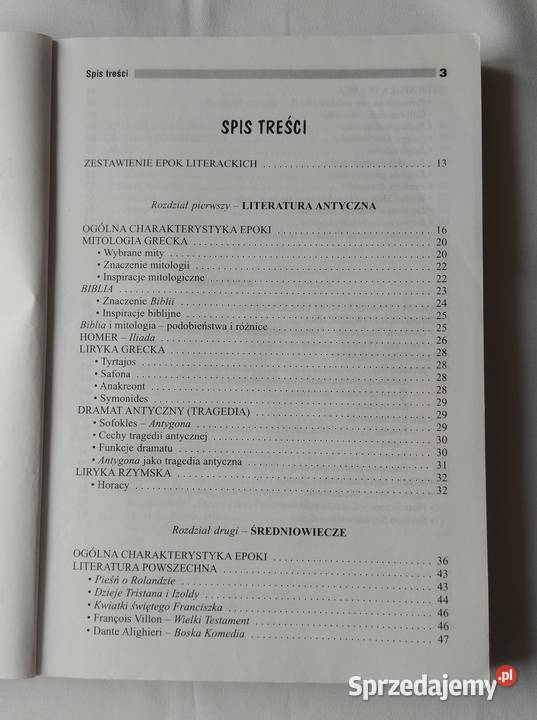 Spis treści 3
SPIS TREŚCI
ZESTAWIENIE EPOK LITERACKICH 13
Rozdział pierwszy – LITERATURA ANTYCZNA
OGÓLNA CHARAKTERYSTYKA EPOKI 16
MITOLOGIA GRECKA 20
• Wybrane mity 20
• Znaczenie mitologii 22
• Inspiracje mitologiczne 22
BIBLIA 23
• Znaczenie Biblii 24
• Inspiracje biblijne 25
Biblia i mitologia – podobieństwa i różnice 25
HOMER – Iliada 26
LIRYKA GRECKA 28
• Tyrtajos 28
• Safona 28
• Anakreont 28
• Symonides 29
DRAMAT ANTYCZNY (TRAGEDIA) 29
• Sofokles – Antygona 29
• Cechy tragedii antycznej 30
• Funkcje dramatu 30
• Antygona jako tragedia antyczna 31
LIRYKA RZYMSKA 32
• Horacy 32
Rozdział drugi – ŚREDNIOWIECZE
OGÓLNA CHARAKTERYSTYKA EPOKI 36
LITERATURA POWSZECHNA 43
• Pieśń o Rolandzie 43
• Dzieje Tristana i Izoldy 44
• Kwiatki świętego Franciszka 46
• François Villon – Wielki Testament 46
• Dante Alighieri – Boska Komedia 47
Sprzedajemy.pl